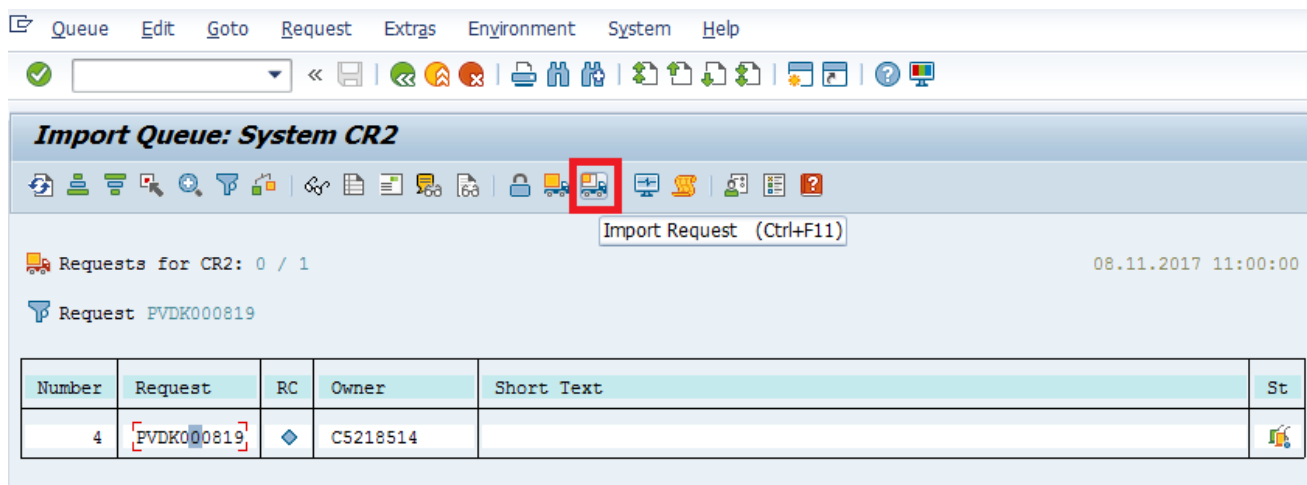 Queue Edit Goto Request Extras Environment System Help
Import Queue: System CR2
Import Request (Ctrl+F11)
Requests for CR2: 0 / 1 08.11.2017 11:00:00
Request PVDK000819
Number Request RC Owner Short Text St
4 PVDK000819 C5218514